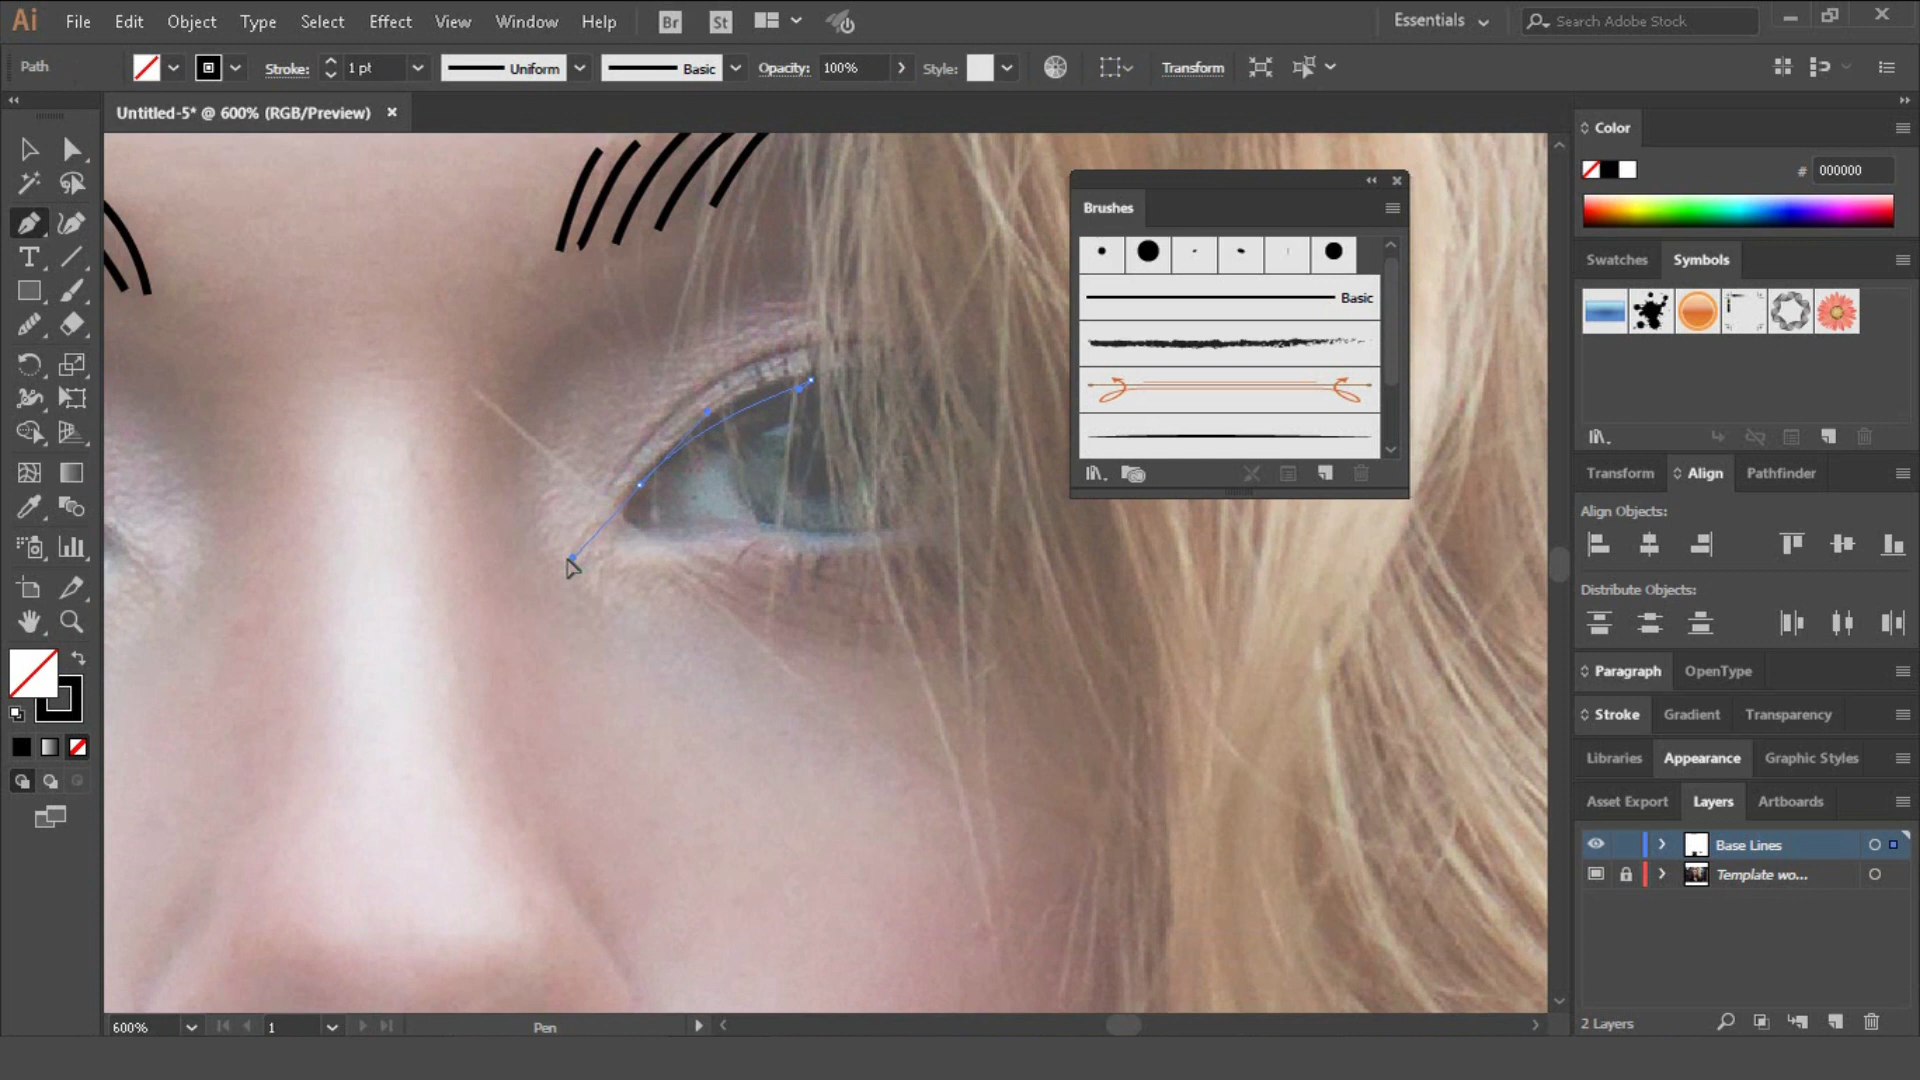 Ai File Edit Object Type Select Effect View Window Help Br St Essentials Search Adobe Stock
Path Stroke: 1 pt Uniform Basic Opacity: 100% Style: Transform
Untitled-5* @ 600% (RGB/Preview)
Color
# 000000
Brushes
Basic
Swatches Symbols
Transform Align Pathfinder
Align Objects:
Distribute Objects:
Paragraph OpenType
Stroke Gradient Transparency
Libraries Appearance Graphic Styles
Asset Export Layers Artboards
Base Lines
Template wo...
2 Layers
600% 1 Pen